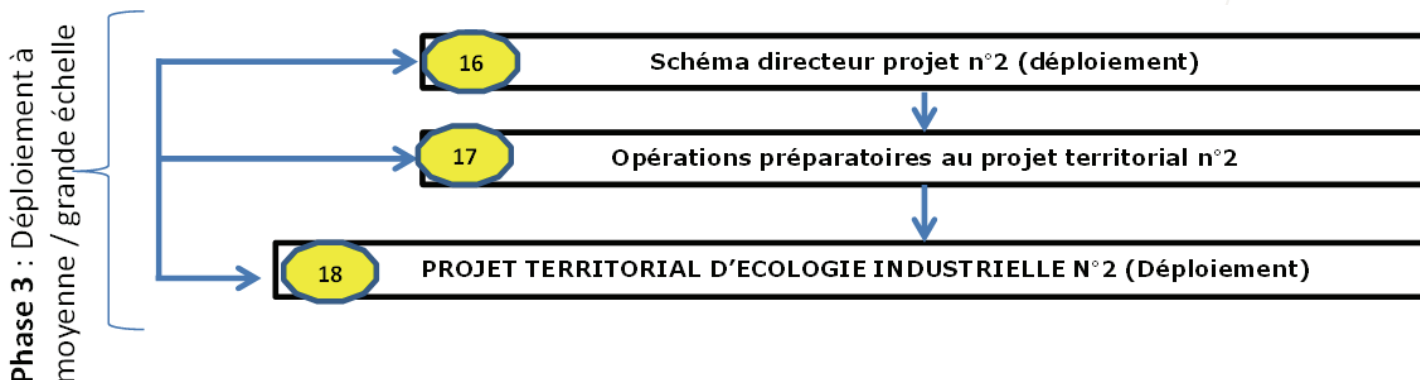 Phase 3 : Déploiement à
moyenne / grande échelle
16
Schéma directeur projet n°2 (déploiement)
17
Opérations préparatoires au projet territorial n°2
18
PROJET TERRITORIAL D'ECOLOGIE INDUSTRIELLE N°2 (Déploiement)